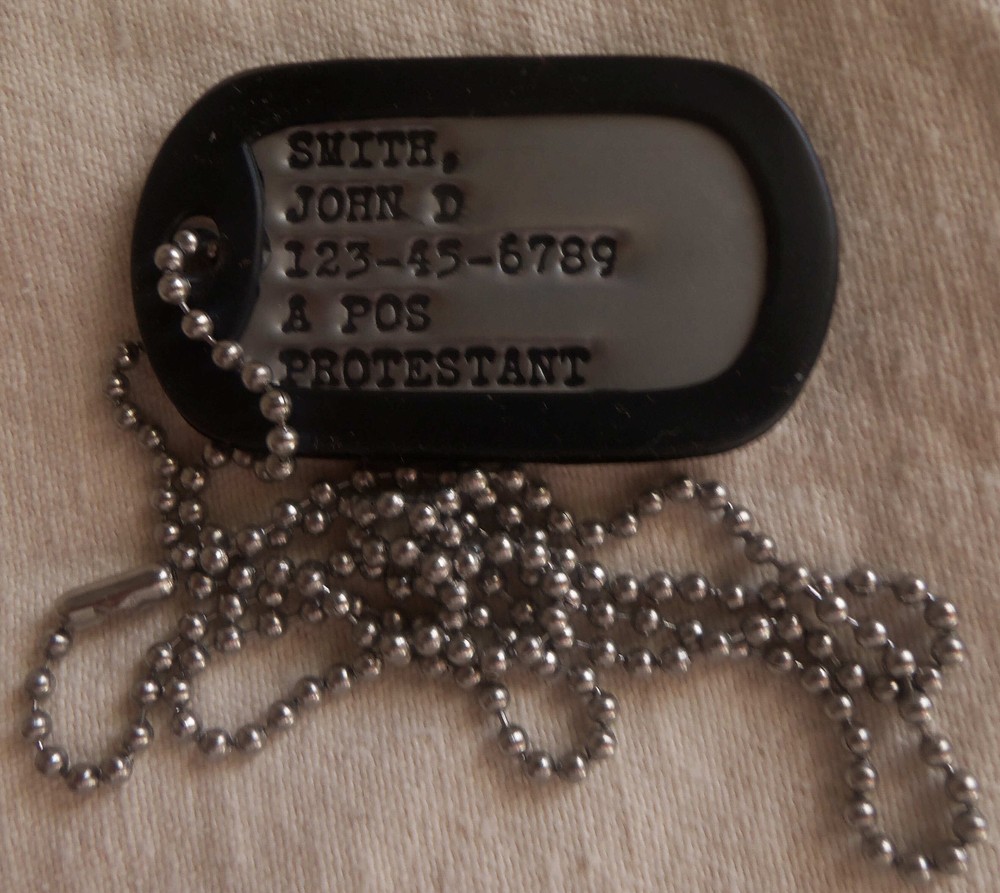 SMITH,
JOHN D
123-45-6789
A POS
PROTESTANT